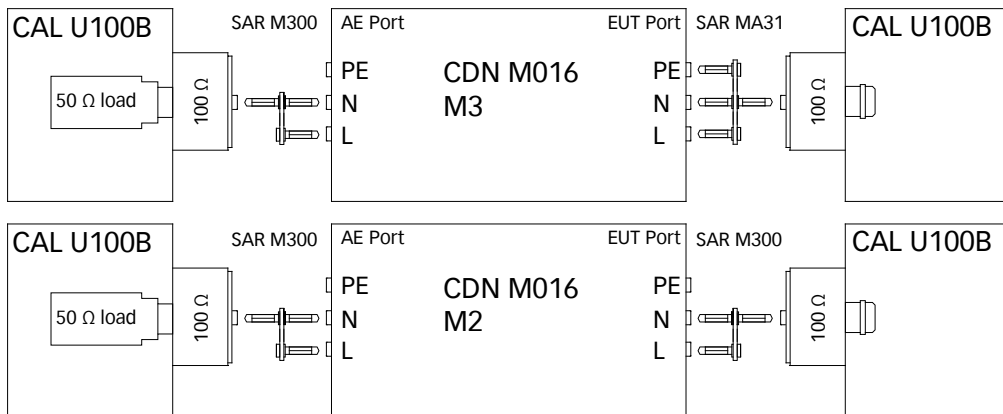 CAL U100B SAR M300 AE Port EUT Port SAR MA31 CAL U100B
PE CDN M016 PE
50 Ω load 100 Ω N M3 N 100 Ω
L L
CAL U100B SAR M300 AE Port EUT Port SAR M300 CAL U100B
PE CDN M016 PE
50 Ω load 100 Ω N M2 N 100 Ω
L L